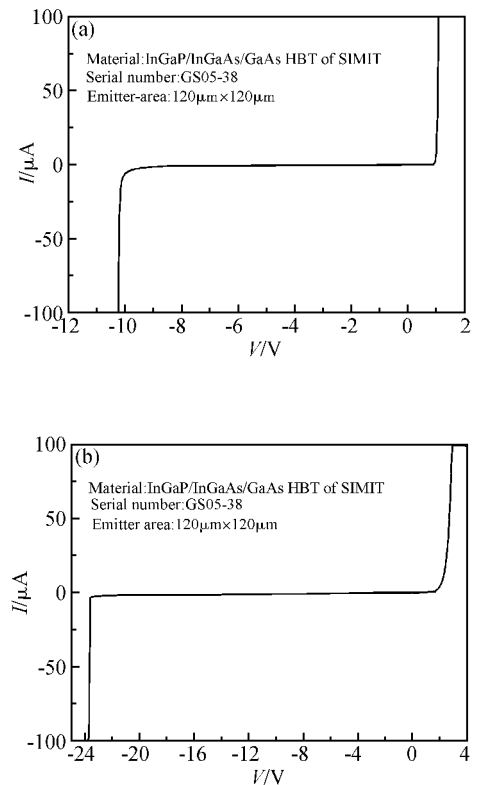 (a)
100
Material:InGaP/InGaAs/GaAs HBT of SIMIT
Serial number:GS05-38
Emitter-area:120μm×120μm
50
0
-50
-100
I/μA
-12 -10 -8 -6 -4 -2 0 2
V/V
(b)
100
Material:InGaP/InGaAs/GaAs HBT of SIMIT
Serial number:GS05-38
Emitter area:120μm×120μm
50
0
-50
-100
I/μA
-24 -20 -16 -12 -8 -4 0 4
V/V